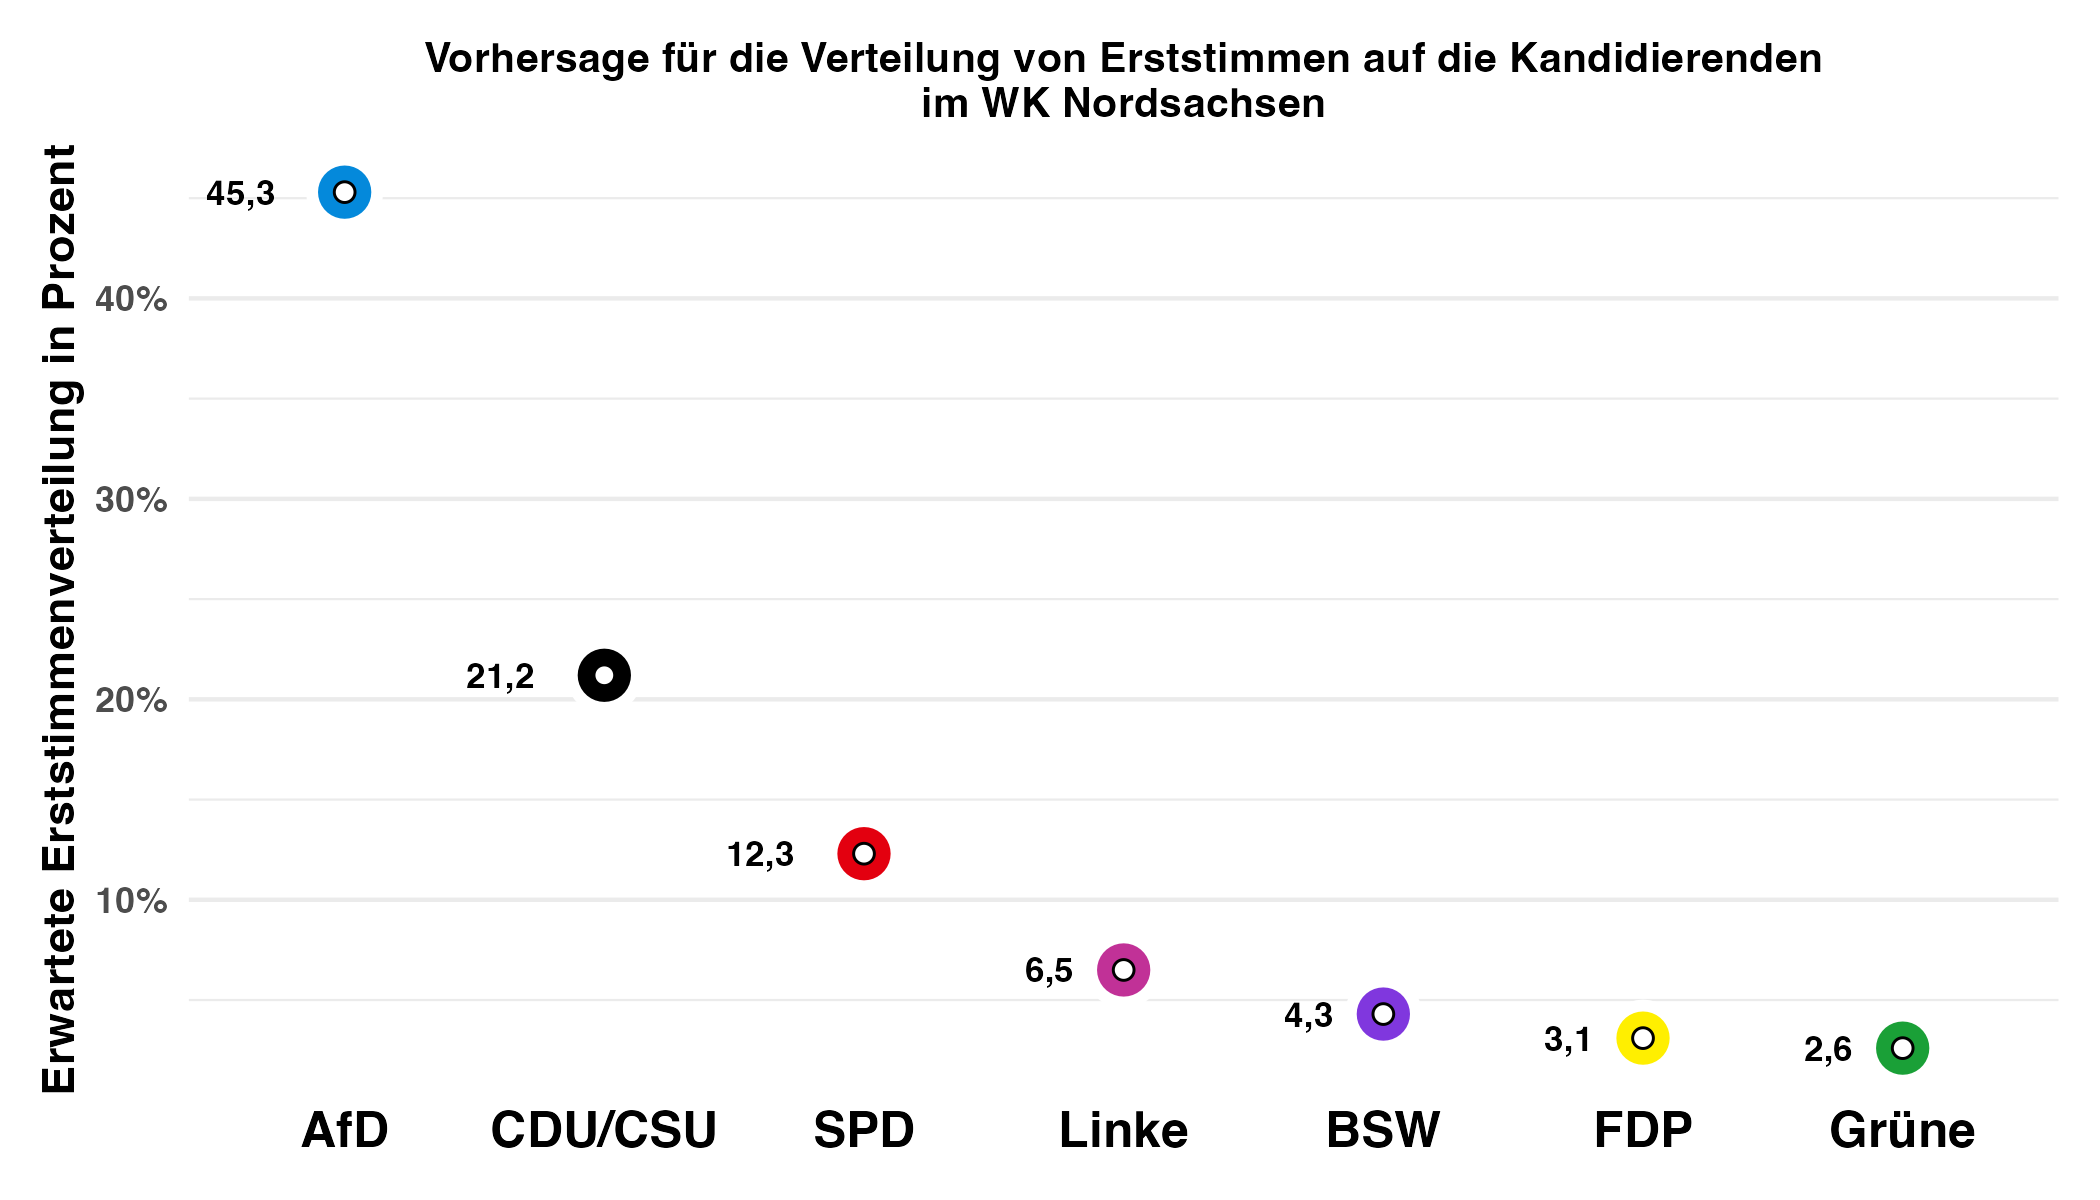 Vorhersage für die Verteilung von Erststimmen auf die Kandidierenden
im WK Nordsachsen
Erwartete Erststimmenverteilung in Prozent
45,3
40%
30%
21,2
20%
12,3
10%
6,5
4,3
3,1
2,6
AfD
CDU/CSU
SPD
Linke
BSW
FDP
Grüne